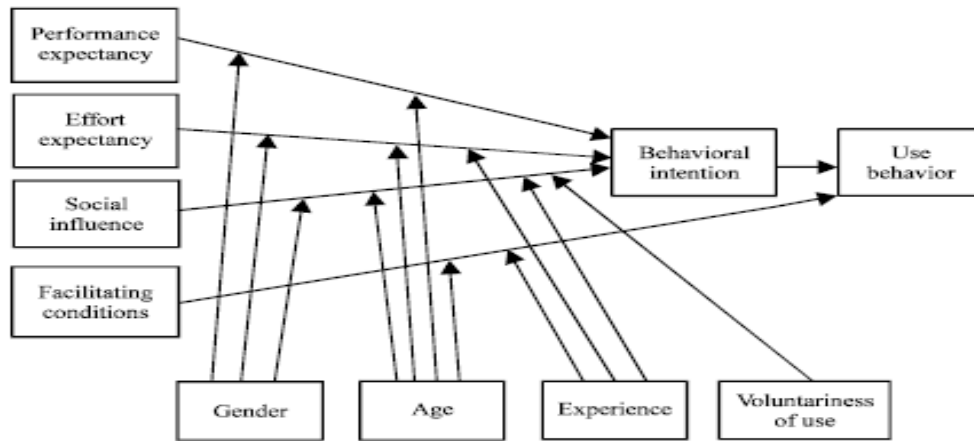 Performance
expectancy
Effort
expectancy
Social
influence
Facilitating
conditions
Behavioral
intention
Use
behavior
Gender
Age
Experience
Voluntariness
of use